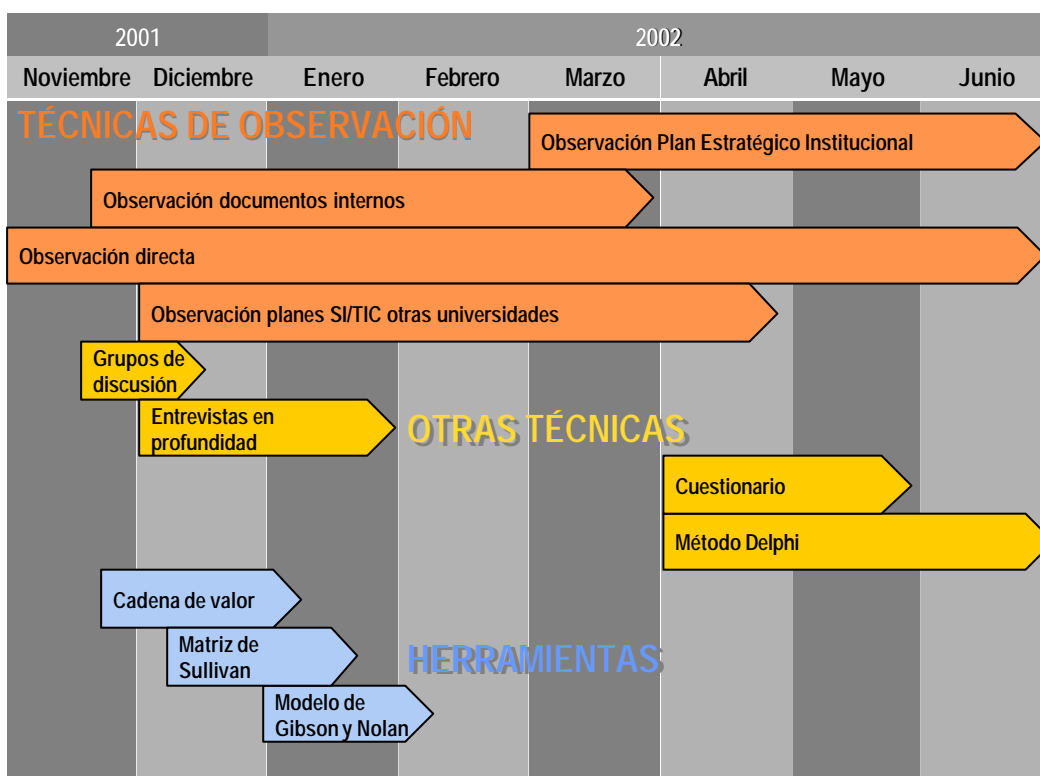 2001 2002
Noviembre Diciembre Enero Febrero Marzo Abril Mayo Junio
TÉCNICAS DE OBSERVACIÓN
Observación Plan Estratégico Institucional
Observación documentos internos
Observación directa
Observación planes SI/TIC otras universidades
Grupos de
discusión
Entrevistas en
profundidad
OTRAS TÉCNICAS
Cuestionario
Método Delphi
Cadena de valor
Matriz de
Sullivan
HERRAMIENTAS
Modelo de
Gibson y Nolan